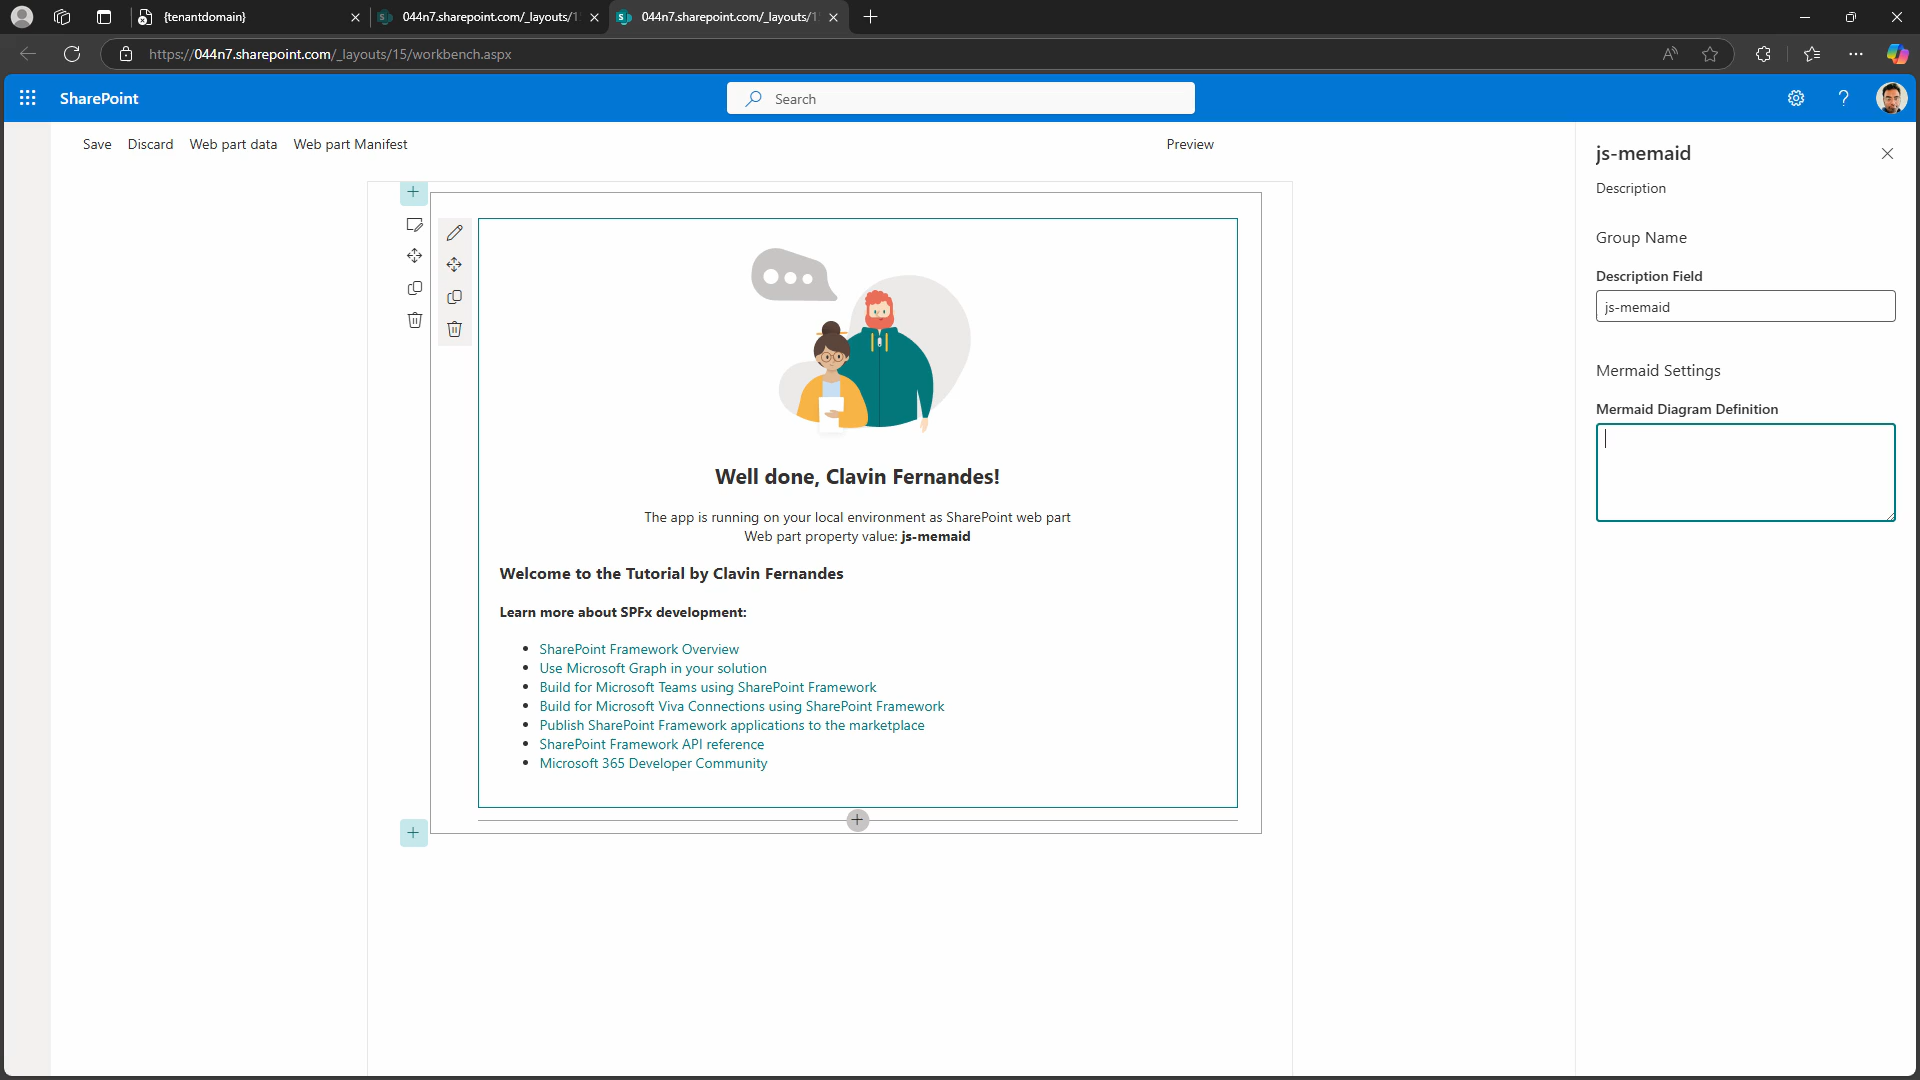 {tenantdomain}
044n7.sharepoint.com/_layouts/1
044n7.sharepoint.com/_layouts/1
https://044n7.sharepoint.com/_layouts/15/workbench.aspx
SharePoint
Search
Save Discard Web part data Web part Manifest
Preview
js-memaid
Description
Group Name
Description Field
js-memaid
Mermaid Settings
Mermaid Diagram Definition
Well done, Clavin Fernandes!
The app is running on your local environment as SharePoint web part
Web part property value: js-memaid
Welcome to the Tutorial by Clavin Fernandes
Learn more about SPFx development:
SharePoint Framework Overview
Use Microsoft Graph in your solution
Build for Microsoft Teams using SharePoint Framework
Build for Microsoft Viva Connections using SharePoint Framework
Publish SharePoint Framework applications to the marketplace
SharePoint Framework API reference
Microsoft 365 Developer Community